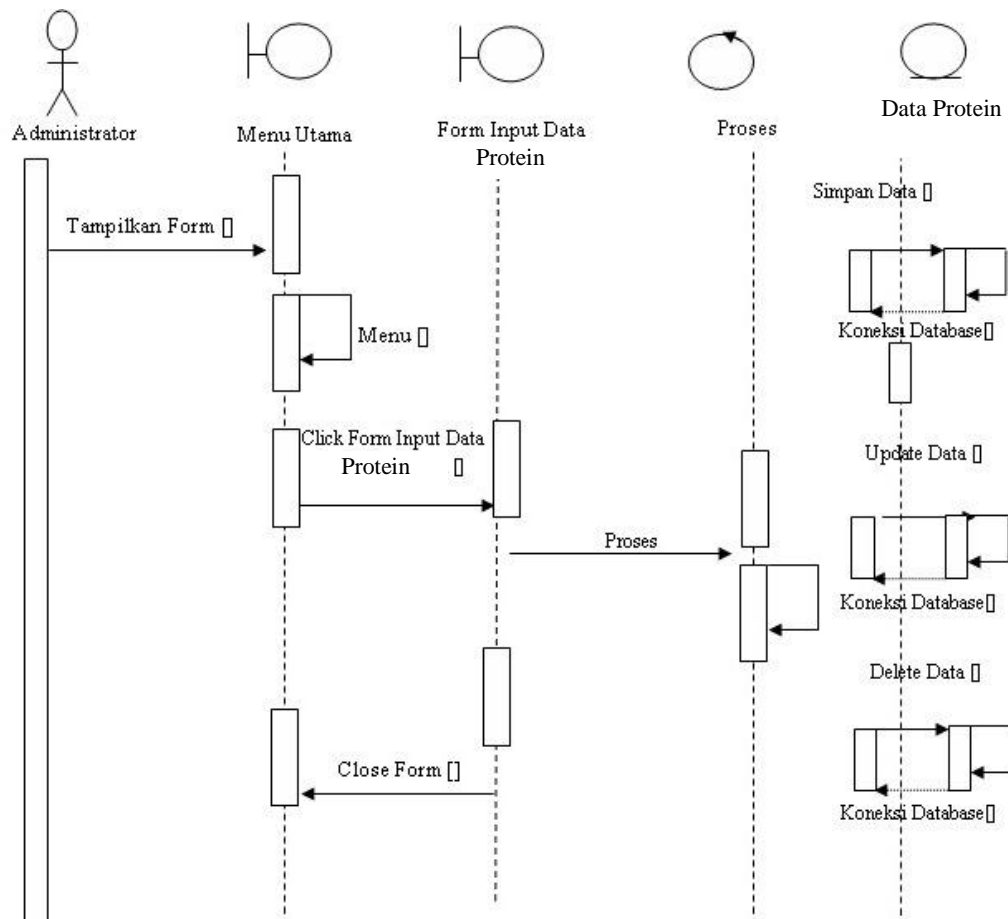 Administrator
Menu Utama
Form Input Data
Protein
Proses
Data Protein
Simpan Data []
Tampilkan Form []
Koneksi Database[]
Menu []
Click Form Input Data
Protein []
Update Data []
Proses
Koneksi Database[]
Delete Data []
Close Form []
Koneksi Database[]